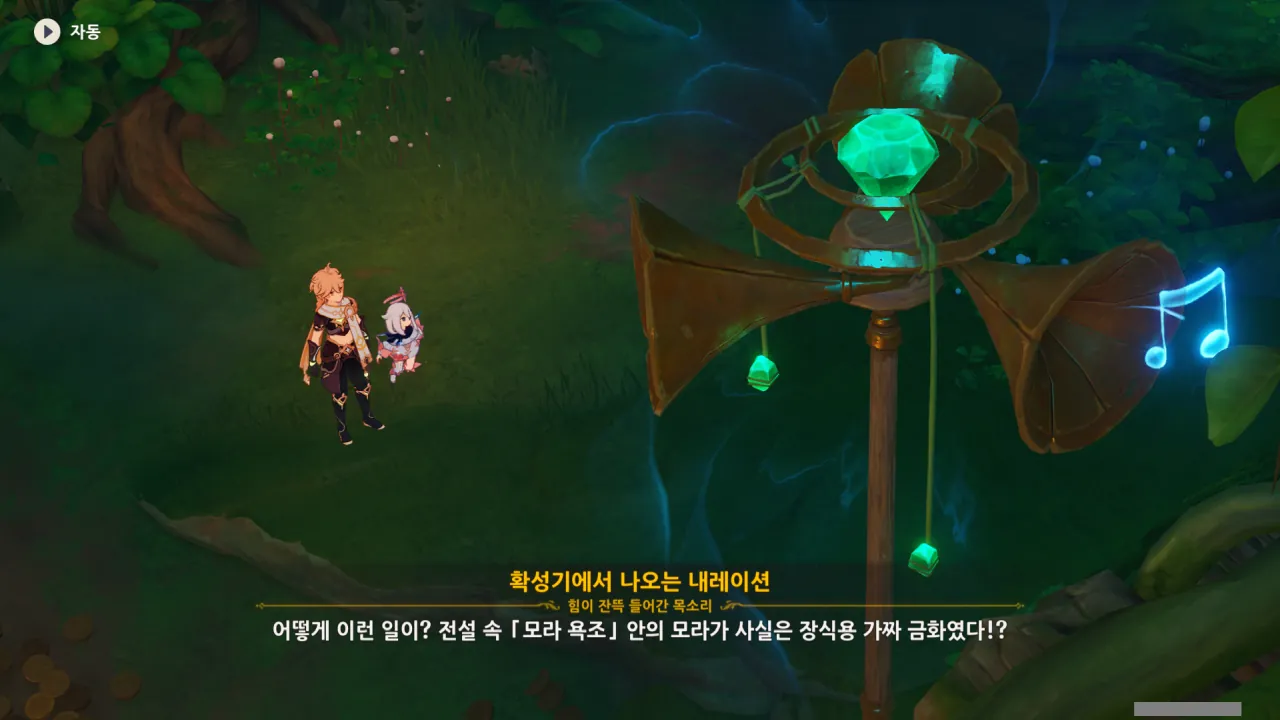 자동
확성기에서 나오는 내레이션
힘이 잔뜩 들어간 목소리
어떻게 이런 일이? 전설 속 「모라 욕조」 안의 모라가 사실은 장식용 가짜 금화였다!?